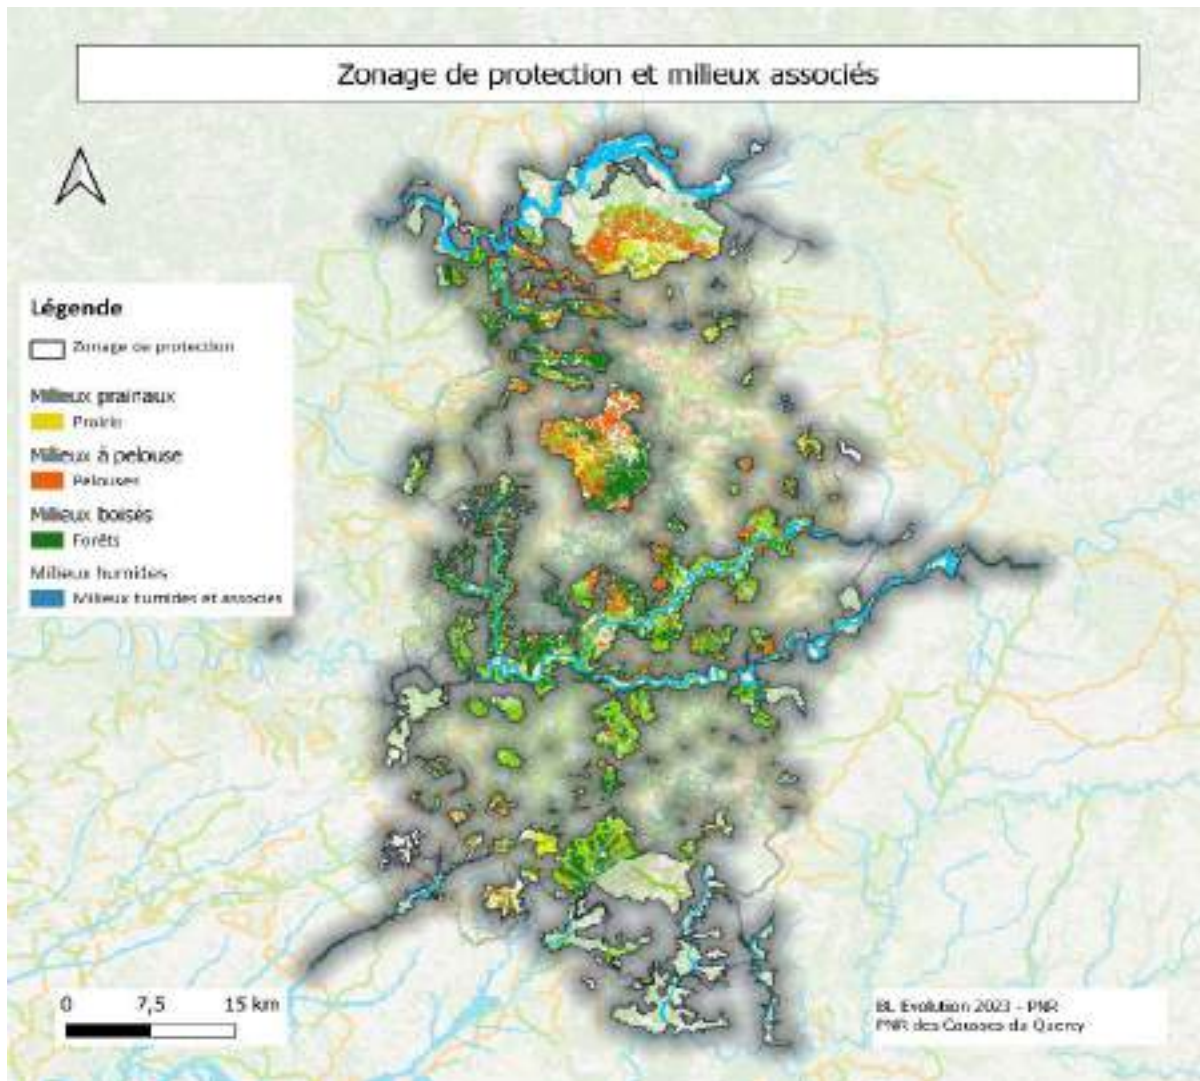 Zonage de protection et milieux associés
Légende
Zonage de protection
Milieux prairiaux
Prairie
Milieux à pelouse
Pelouses
Milieux boisés
Forêts
Milieux humides
Milieux humides et associés
0 7,5 15 km
BL Evolution 2023 - PNR
PNR des Causses du Quercy